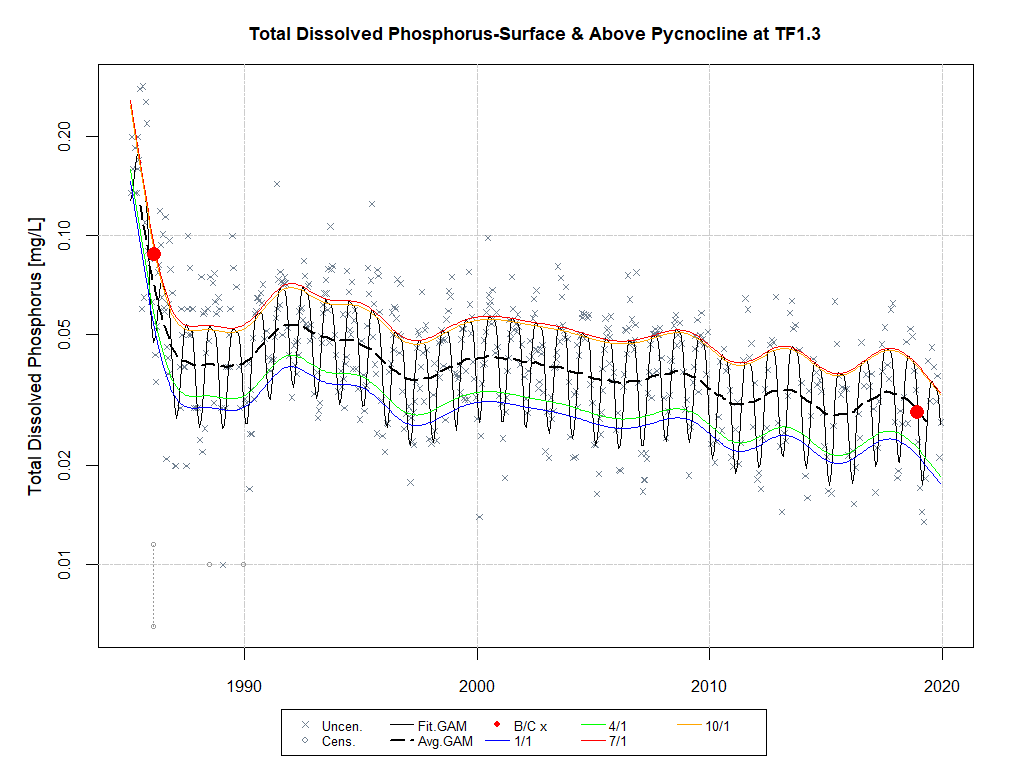 Total Dissolved Phosphorus-Surface & Above Pycnocline at TF1.3
Total Dissolved Phosphorus [mg/L]
0.20
0.10
0.05
0.02
0.01
1990 2000 2010 2020
Uncen. Fit.GAM B/C x 4/1 10/1
Cens. Avg.GAM 1/1 7/1